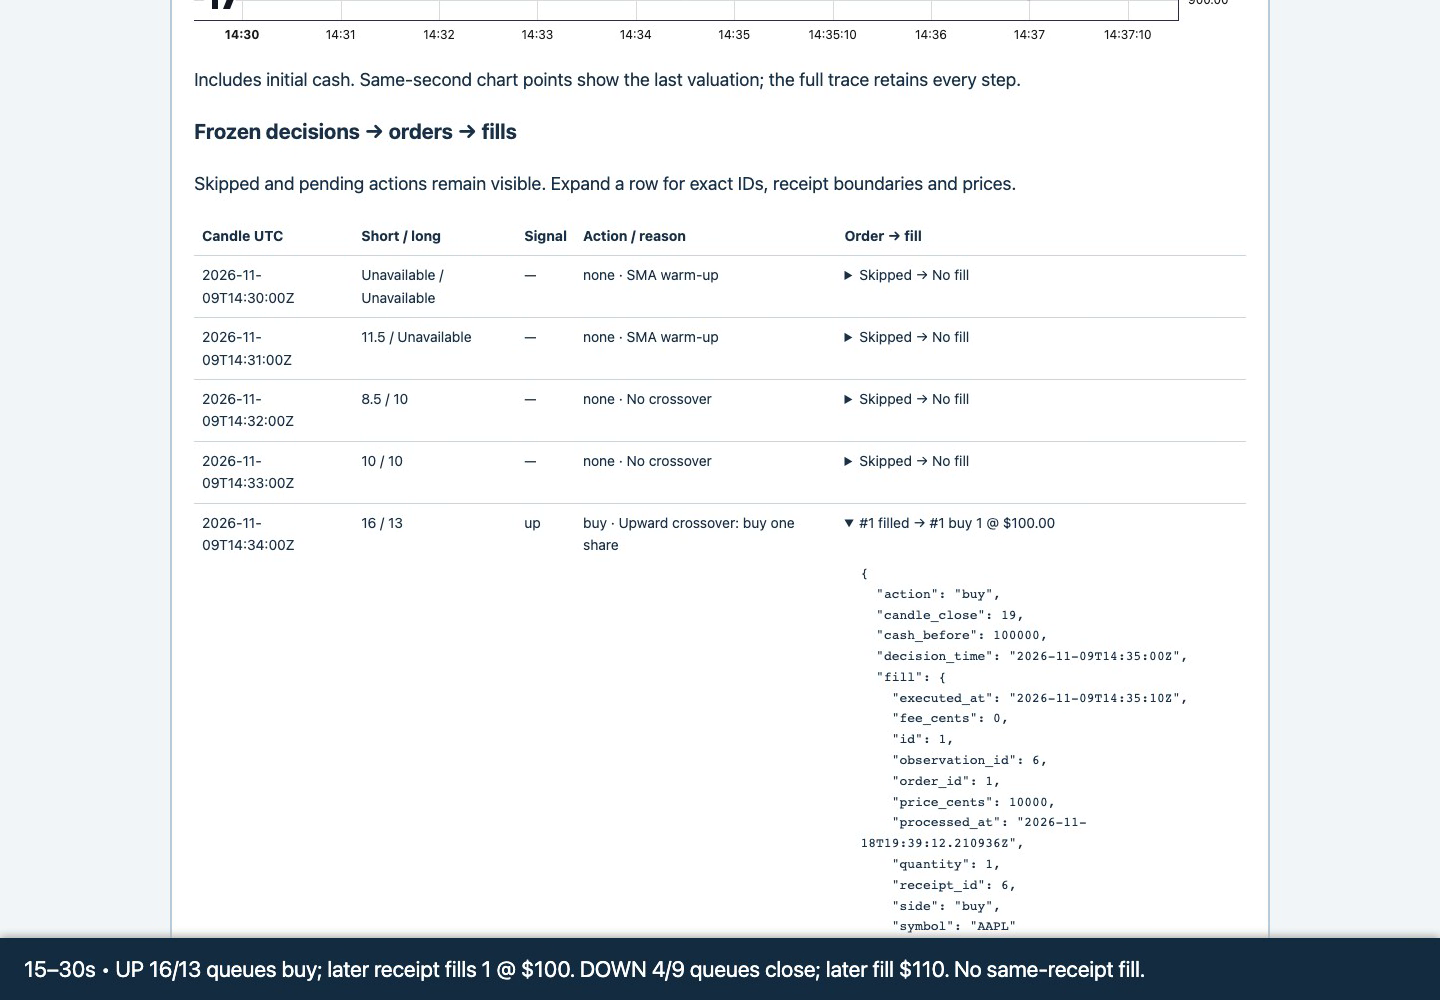 17
900.00
14:30 14:31 14:32 14:33 14:34 14:35 14:35:10 14:36 14:37 14:37:10
Includes initial cash. Same-second chart points show the last valuation; the full trace retains every step.
Frozen decisions → orders → fills
Skipped and pending actions remain visible. Expand a row for exact IDs, receipt boundaries and prices.
Candle UTC Short / long Signal Action / reason Order → fill
2026-11- Unavailable / — none · SMA warm-up ▶ Skipped → No fill
09T14:30:00Z Unavailable
2026-11- 11.5 / Unavailable — none · SMA warm-up ▶ Skipped → No fill
09T14:31:00Z
2026-11- 8.5 / 10 — none · No crossover ▶ Skipped → No fill
09T14:32:00Z
2026-11- 10 / 10 — none · No crossover ▶ Skipped → No fill
09T14:33:00Z
2026-11- 16 / 13 up buy · Upward crossover: buy one ▼ #1 filled → #1 buy 1 @ $100.00
09T14:34:00Z share
{
"action": "buy",
"candle_close": 19,
"cash_before": 100000,
"decision_time": "2026-11-09T14:35:00Z",
"fill": {
"executed_at": "2026-11-09T14:35:10Z",
"fee_cents": 0,
"id": 1,
"observation_id": 6,
"order_id": 1,
"price_cents": 10000,
"processed_at": "2026-11-
18T19:39:12.210936Z",
"quantity": 1,
"receipt_id": 6,
"side": "buy",
"symbol": "AAPL"
15–30s • UP 16/13 queues buy; later receipt fills 1 @ $100. DOWN 4/9 queues close; later fill $110. No same-receipt fill.